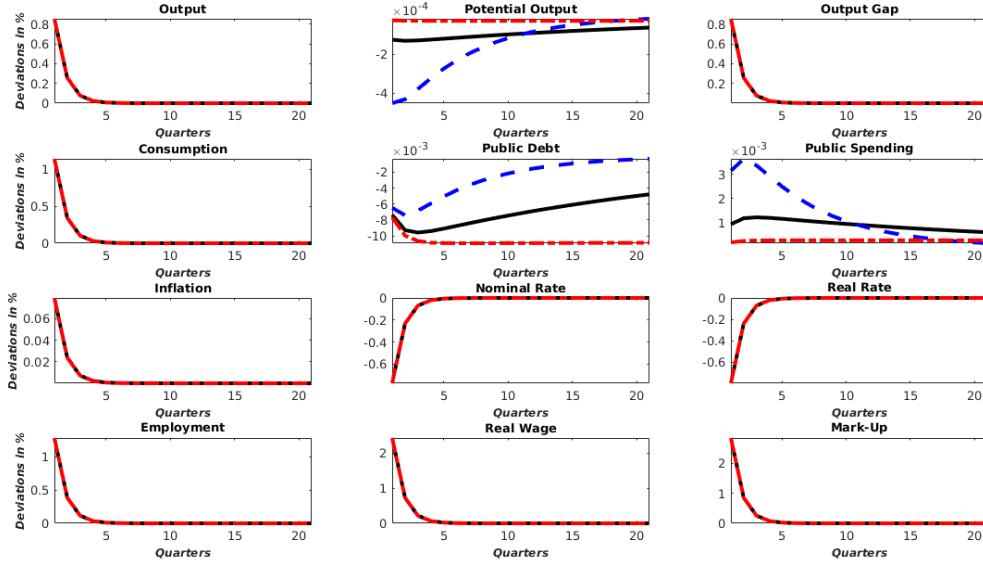 Output
Potential Output
Output Gap
×10⁻⁴
Deviations in %
0.8
0.6
0.4
0.2
0
5 10 15 20
Quarters
-2
-4
5 10 15 20
Quarters
0.8
0.6
0.4
0.2
0
5 10 15 20
Quarters
Consumption
Public Debt
Public Spending
Deviations in %
1
0.5
0
5 10 15 20
Quarters
×10⁻³
-2
-4
-6
-8
-10
5 10 15 20
Quarters
×10⁻³
3
2
1
5 10 15 20
Quarters
Inflation
Nominal Rate
Real Rate
Deviations in %
0.06
0.04
0.02
5 10 15 20
Quarters
0
-0.2
-0.4
-0.6
5 10 15 20
Quarters
0
-0.2
-0.4
-0.6
5 10 15 20
Quarters
Employment
Real Wage
Mark-Up
Deviations in %
1
0.5
0
5 10 15 20
Quarters
2
1
0
5 10 15 20
Quarters
2
1
0
5 10 15 20
Quarters